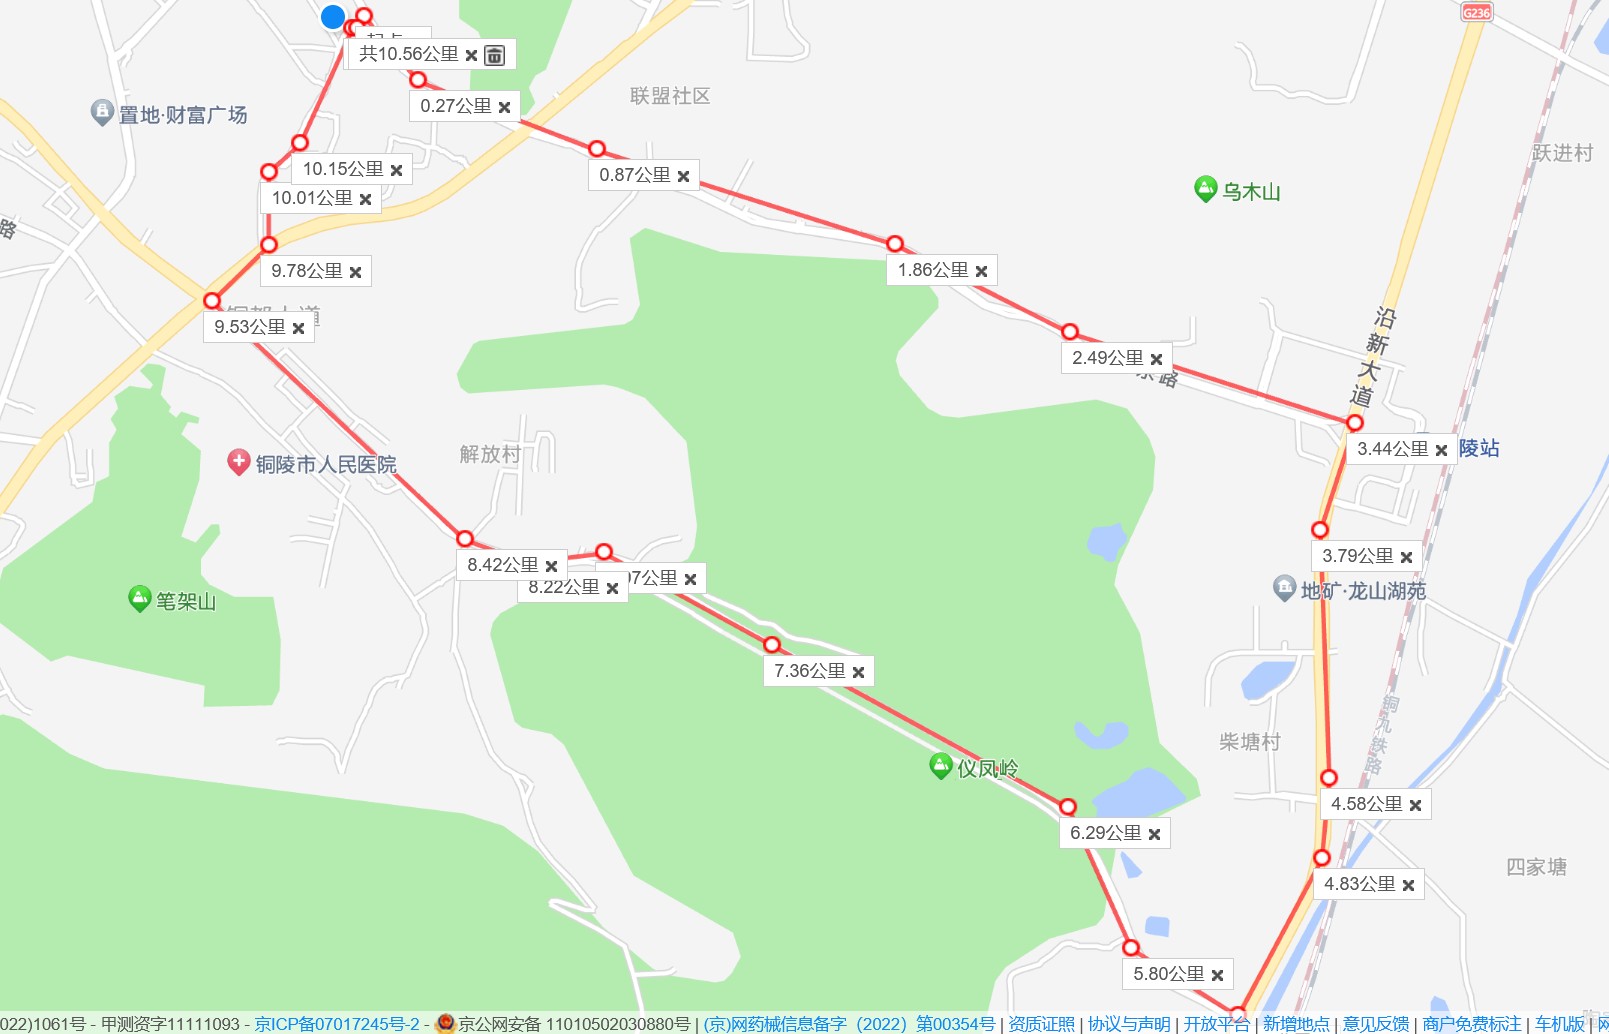 G236
共10.56公里
0.27公里
联盟社区
置地·财富广场
0.87公里
跃进村
10.15公里
10.01公里
乌木山
路
1.86公里
9.78公里
9.53公里
沿新大道
2.49公里
路
3.44公里
陵站
解放村
铜陵市人民医院
3.79公里
8.42公里
07公里
8.22公里
地矿·龙山湖苑
笔架山
7.36公里
铜九铁路
柴塘村
仪凤岭
4.58公里
6.29公里
四家塘
4.83公里
5.80公里
022)1061号 - 甲测资字11111093 - 京ICP备07017245号-2 - 京公网安备 11010502030880号 | (京)网药械信息备字（2022）第00354号 | 资质证照 | 协议与声明 | 开放平台 | 新增地点 | 意见反馈 | 商户免费标注 | 车机版